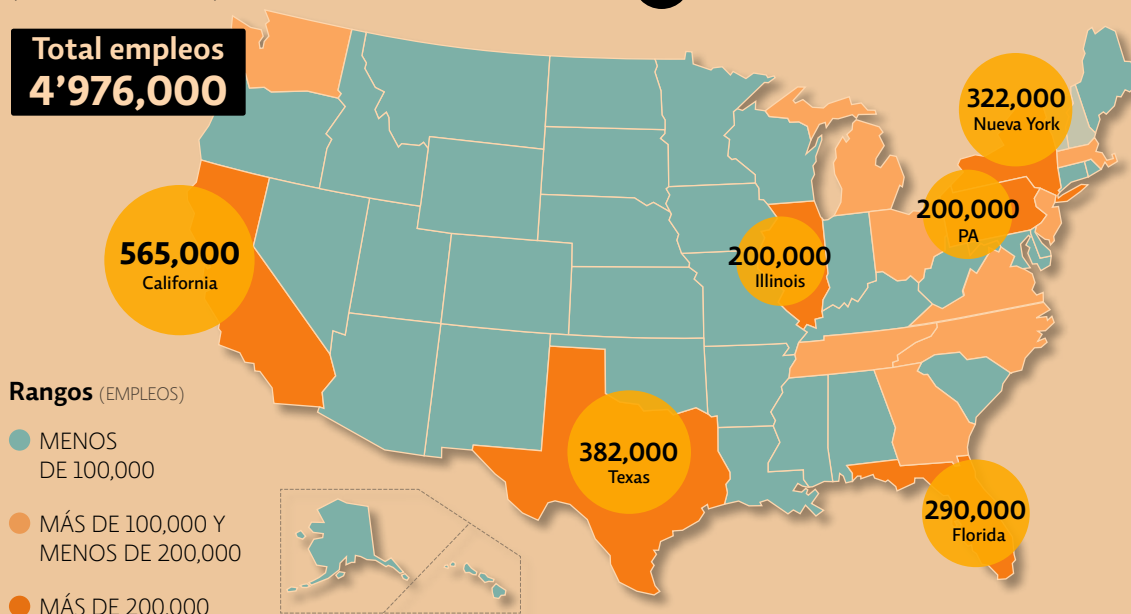 Total empleos
4’976,000
322,000
Nueva York
200,000
PA
565,000
California
200,000
Illinois
Rangos (EMPLEOS)
MENOS
DE 100,000
382,000
Texas
290,000
Florida
MÁS DE 100,000 Y
MENOS DE 200,000
MÁS DE 200,000